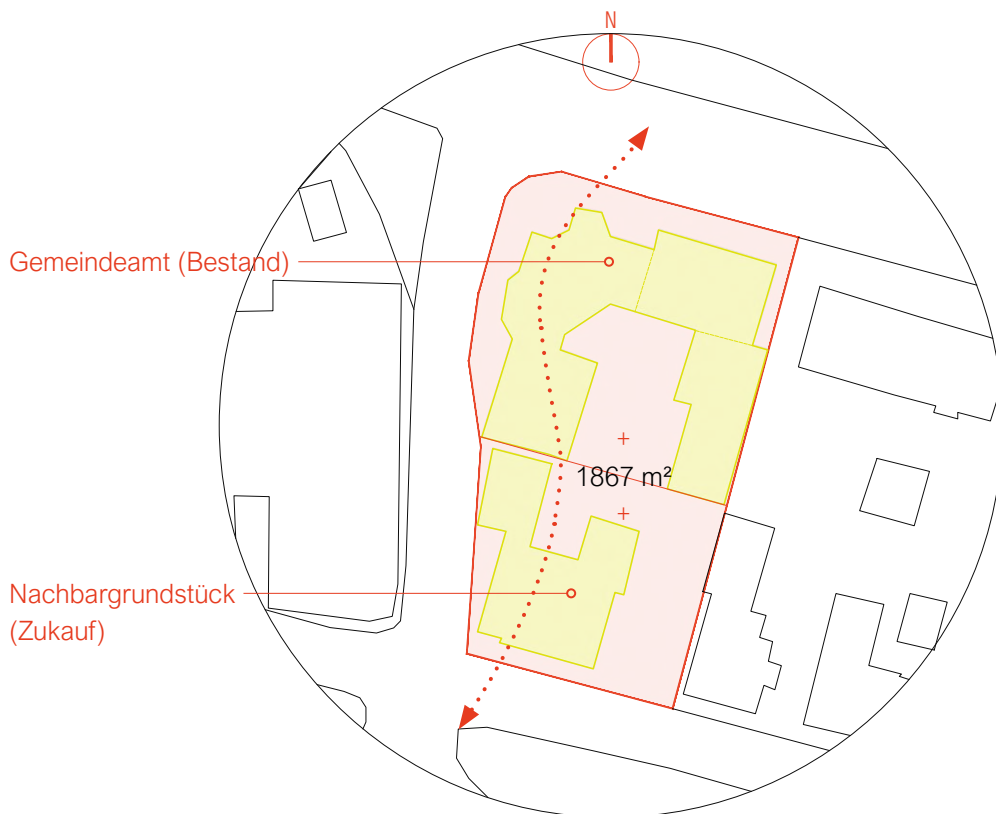 N
Gemeindeamt (Bestand)
1867 m²
Nachbargrundstück
(Zukauf)